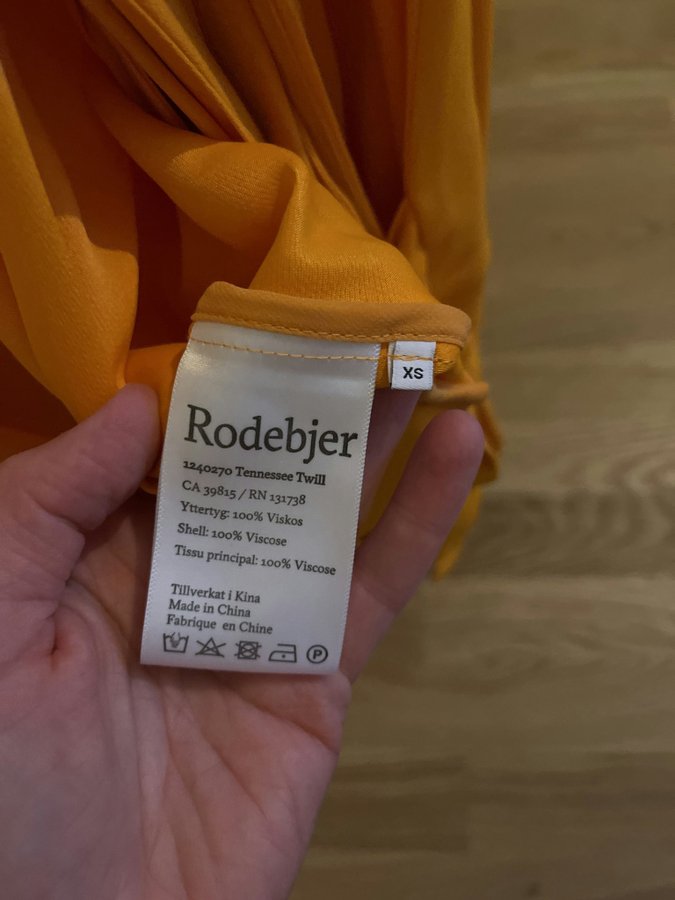 XS
Rodebjer
1240270 Tennessee Twill
CA 39815 / RN 131738
Yttertyg: 100% Viskos
Shell: 100% Viscose
Tissu principal: 100% Viscose
Tillverkat i Kina
Made in China
Fabrique en Chine
P